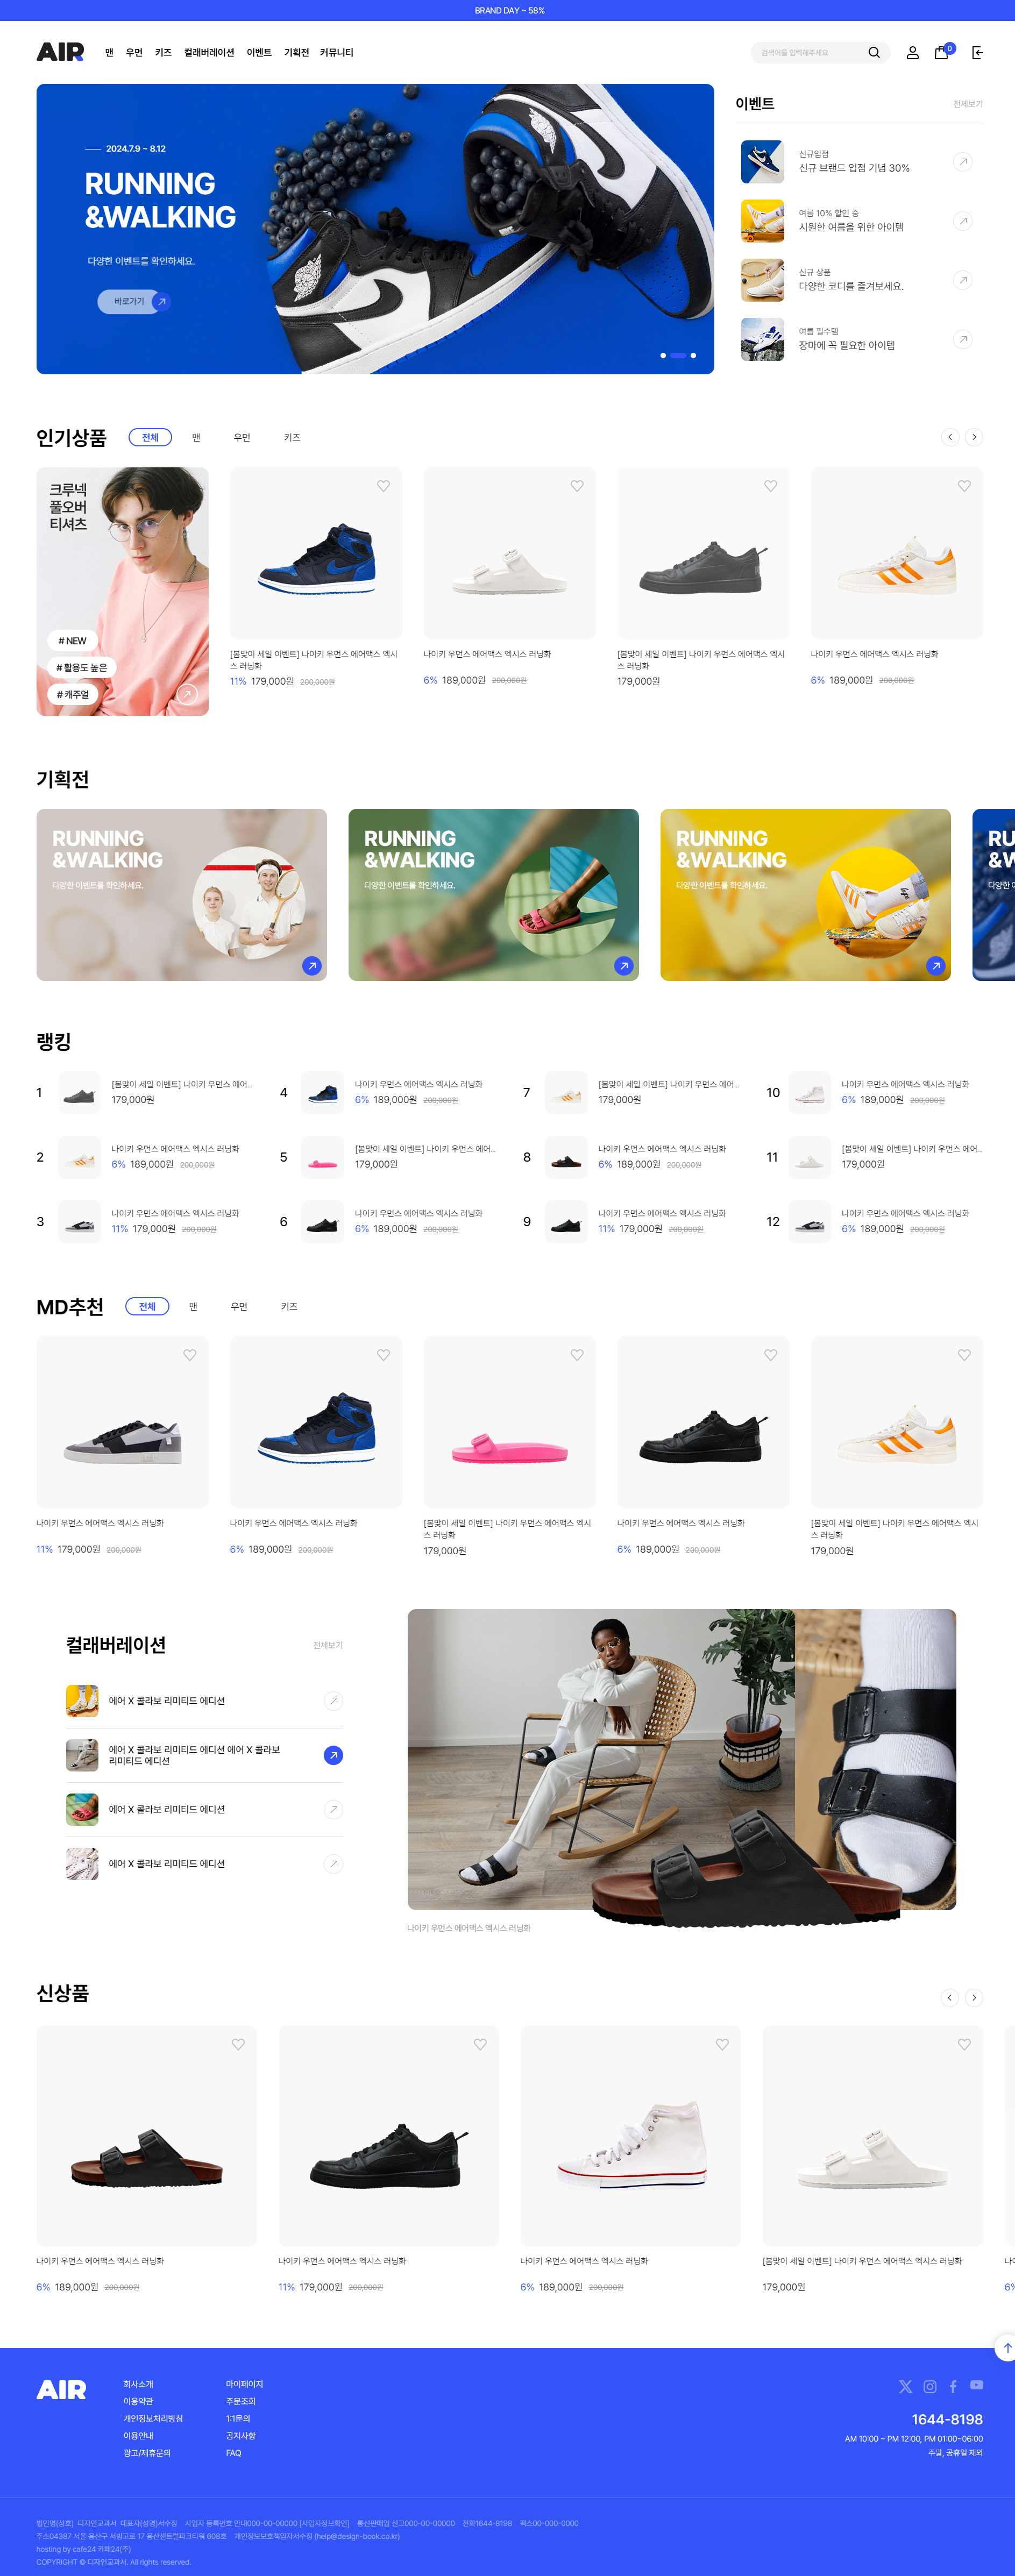 BRAND DAY ~ 58%
AIR
맨 우먼 키즈 컬래버레이션 이벤트 기획전 커뮤니티
검색어를 입력해주세요
0
2024.7.9 ~ 8.12
RUNNING
&WALKING
다양한 이벤트를 확인하세요.
바로가기
이벤트
전체보기
신규입점
신규 브랜드 입점 기념 30%
여름 10% 할인 중
시원한 여름을 위한 아이템
신규 상품
다양한 코디를 즐겨보세요.
여름 필수템
장마에 꼭 필요한 아이템
인기상품
전체 맨 우먼 키즈
크루넥
풀오버
티셔츠
# NEW
# 활용도 높은
# 캐주얼
[봄맞이 세일 이벤트] 나이키 우먼스 에어맥스 엑시
스 러닝화
11% 179,000원 200,000원
나이키 우먼스 에어맥스 엑시스 러닝화
6% 189,000원 200,000원
[봄맞이 세일 이벤트] 나이키 우먼스 에어맥스 엑시
스 러닝화
179,000원
나이키 우먼스 에어맥스 엑시스 러닝화
6% 189,000원 200,000원
기획전
RUNNING
&WALKING
다양한 이벤트를 확인하세요.
RUNNING
&WALKING
다양한 이벤트를 확인하세요.
RUNNING
&WALKING
다양한 이벤트를 확인하세요.
RU
&W
다양한 이
랭킹
1
[봄맞이 세일 이벤트] 나이키 우먼스 에어...
179,000원
2
나이키 우먼스 에어맥스 엑시스 러닝화
6% 189,000원 200,000원
3
나이키 우먼스 에어맥스 엑시스 러닝화
11% 179,000원 200,000원
4
나이키 우먼스 에어맥스 엑시스 러닝화
6% 189,000원 200,000원
5
[봄맞이 세일 이벤트] 나이키 우먼스 에어...
179,000원
6
나이키 우먼스 에어맥스 엑시스 러닝화
6% 189,000원 200,000원
7
[봄맞이 세일 이벤트] 나이키 우먼스 에어...
179,000원
8
나이키 우먼스 에어맥스 엑시스 러닝화
6% 189,000원 200,000원
9
나이키 우먼스 에어맥스 엑시스 러닝화
11% 179,000원 200,000원
10
나이키 우먼스 에어맥스 엑시스 러닝화
6% 189,000원 200,000원
11
[봄맞이 세일 이벤트] 나이키 우먼스 에어...
179,000원
12
나이키 우먼스 에어맥스 엑시스 러닝화
6% 189,000원 200,000원
MD추천
전체 맨 우먼 키즈
나이키 우먼스 에어맥스 엑시스 러닝화
11% 179,000원 200,000원
나이키 우먼스 에어맥스 엑시스 러닝화
6% 189,000원 200,000원
[봄맞이 세일 이벤트] 나이키 우먼스 에어맥스 엑시
스 러닝화
179,000원
나이키 우먼스 에어맥스 엑시스 러닝화
6% 189,000원 200,000원
[봄맞이 세일 이벤트] 나이키 우먼스 에어맥스 엑시
스 러닝화
179,000원
컬래버레이션
전체보기
에어 X 콜라보 리미티드 에디션
에어 X 콜라보 리미티드 에디션 에어 X 콜라보
리미티드 에디션
에어 X 콜라보 리미티드 에디션
에어 X 콜라보 리미티드 에디션
나이키 우먼스 에어맥스 엑시스 러닝화
신상품
나이키 우먼스 에어맥스 엑시스 러닝화
6% 189,000원 200,000원
나이키 우먼스 에어맥스 엑시스 러닝화
11% 179,000원 200,000원
나이키 우먼스 에어맥스 엑시스 러닝화
6% 189,000원 200,000원
[봄맞이 세일 이벤트] 나이키 우먼스 에어맥스 엑시스 러닝화
179,000원
나이
6%
AIR
회사소개
이용약관
개인정보처리방침
이용안내
광고/제휴문의
마이페이지
주문조회
1:1문의
공지사항
FAQ
1644-8198
AM 10:00 ~ PM 12:00, PM 01:00~06:00
주말, 공휴일 제외
법인명(상호) 디자인교과서 대표자(성명)서수정 사업자 등록번호 안내000-00-00000 [사업자정보확인] 통신판매업 신고000-00-00000 전화1644-8198 팩스00-000-0000
주소04387 서울 용산구 서빙고로 17 용산센트럴파크타워 608호 개인정보보호책임자서수정 (help@design-book.co.kr)
hosting by cafe24 카페24(주)
COPYRIGHT © 디자인교과서. All rights reserved.